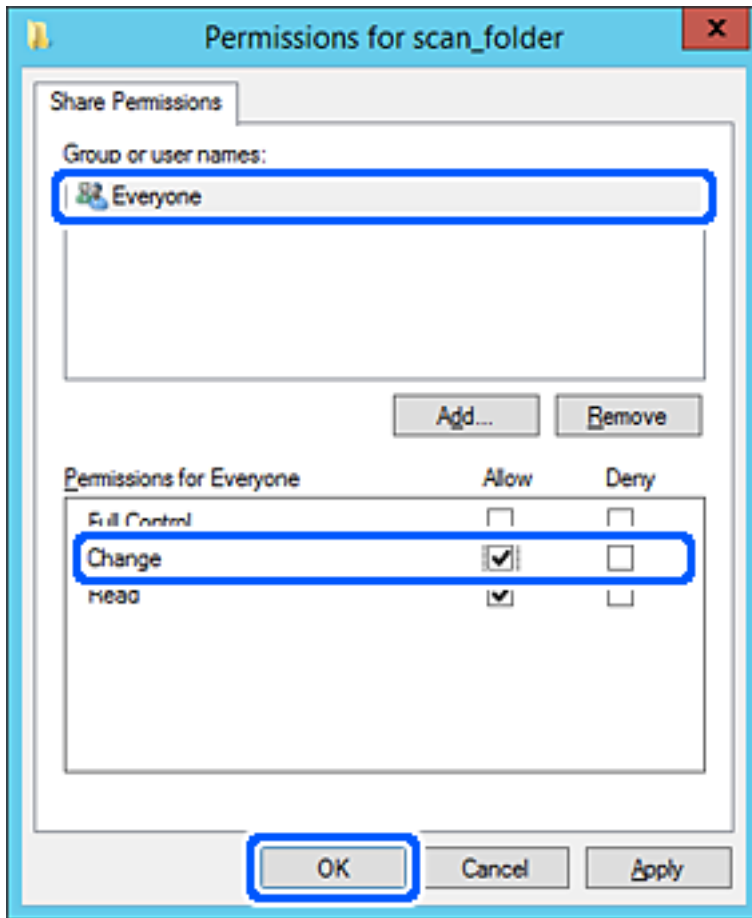 Permissions for scan_folder
Share Permissions
Group or user names:
Everyone
Add... Remove
Permissions for Everyone Allow Deny
Full Control
Change
Read
OK Cancel Apply